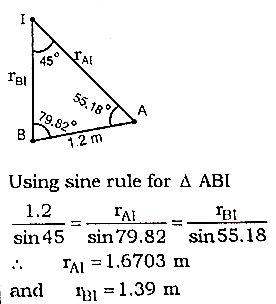 I
45°
r_AI
r_BI
55.18°
A
79.82°
B
1.2 m
Using sine rule for Δ ABI
1.2/sin45 = r_AI/sin79.82 = r_BI/sin55.18
∴ r_AI = 1.6703 m
and r_BI = 1.39 m